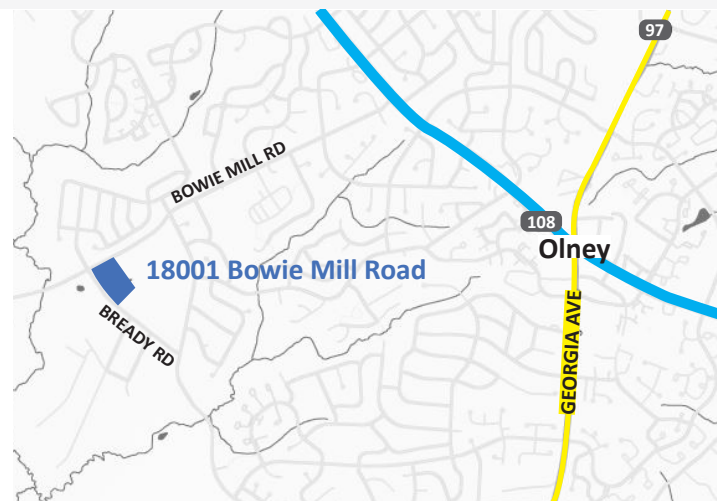 97
BOWIE MILL RD
108
Olney
18001 Bowie Mill Road
BREADY RD
GEORGIA AVE